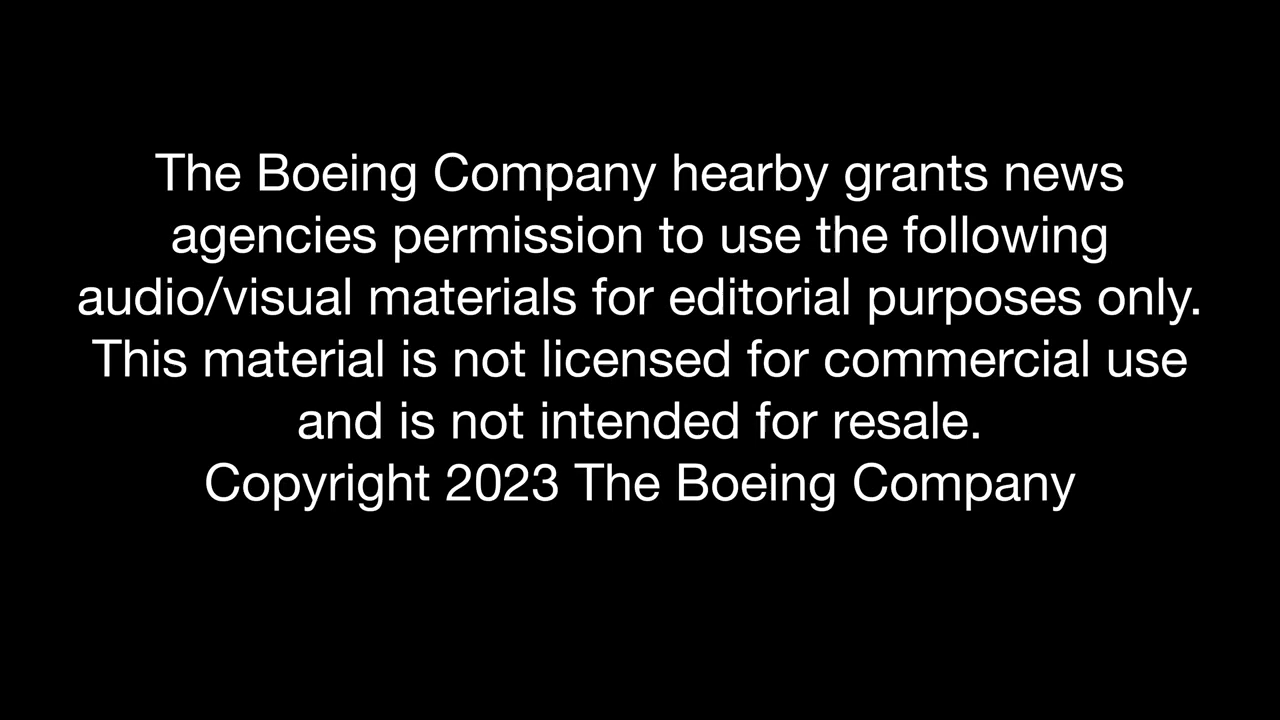 The Boeing Company hearby grants news
agencies permission to use the following
audio/visual materials for editorial purposes only.
This material is not licensed for commercial use
and is not intended for resale.
Copyright 2023 The Boeing Company